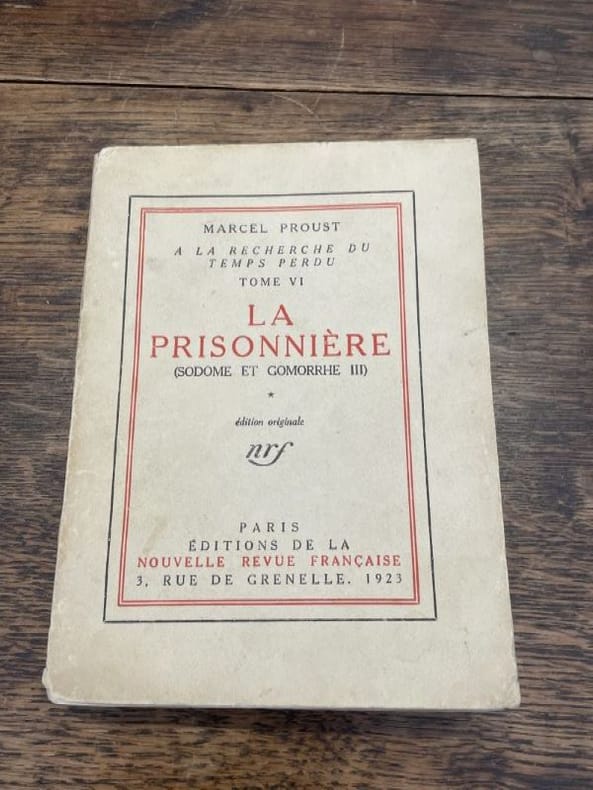 MARCEL PROUST
A LA RECHERCHE DU
TEMPS PERDU
TOME VI
LA
PRISONNIÈRE
(SODOME ET GOMORRHE III)
*
édition originale
nrf
PARIS
ÉDITIONS DE LA
NOUVELLE REVUE FRANÇAISE
3, RUE DE GRENELLE. 1923